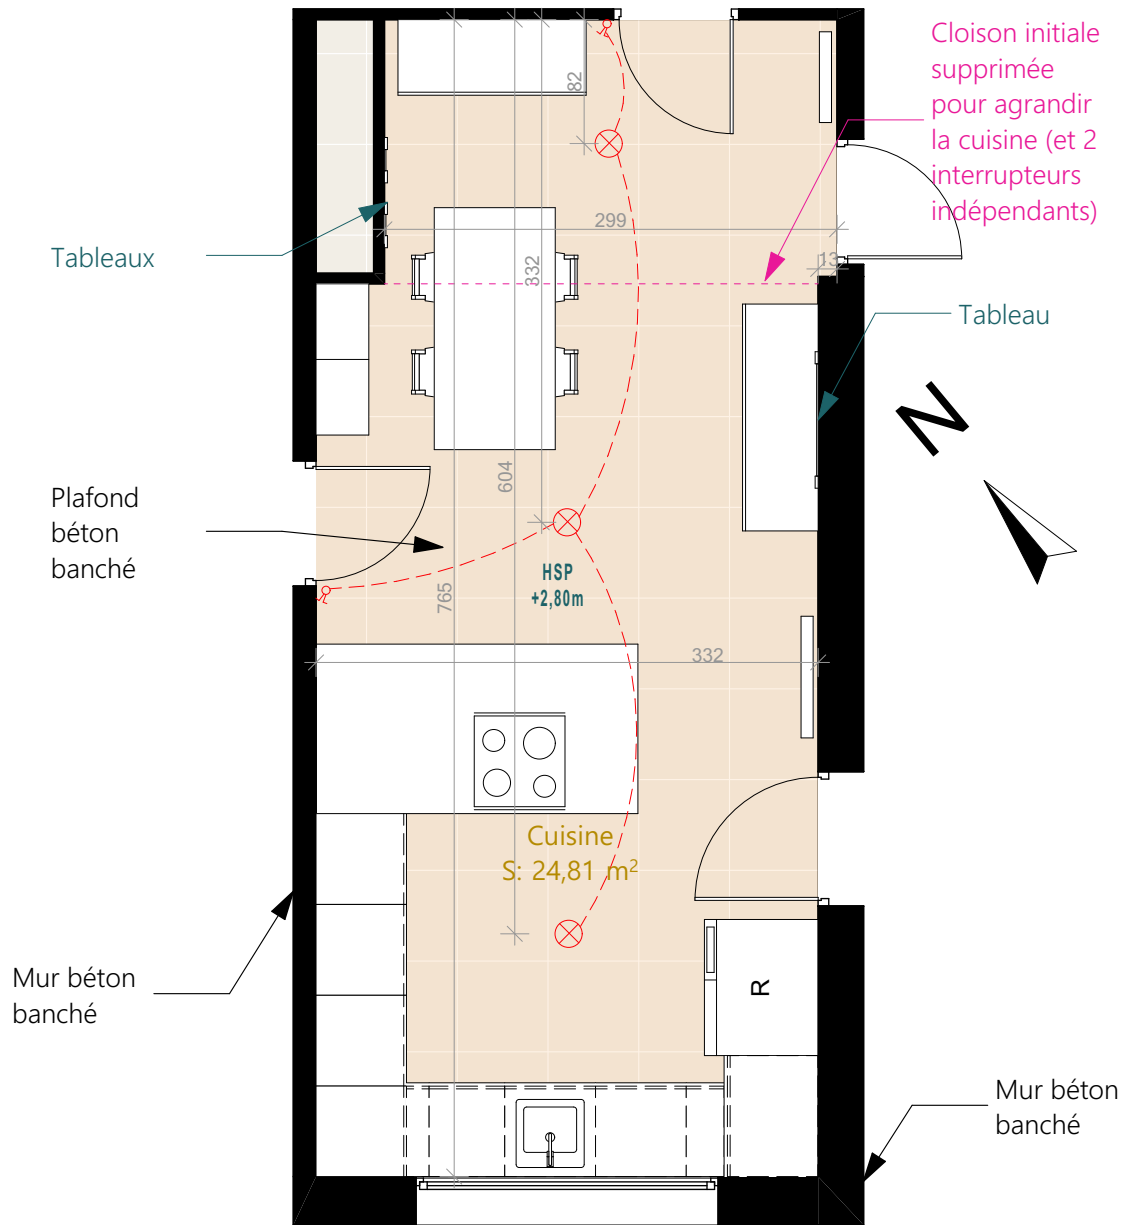 Cloison initiale
supprimée
pour agrandir
la cuisine (et 2
interrupteurs
indépendants)
82
299
332
13
Tableaux
Tableau
N
604
Plafond
béton
banché
HSP
+2,80m
765
332
Cuisine
S: 24,81 m²
Mur béton
banché
R
Mur béton
banché